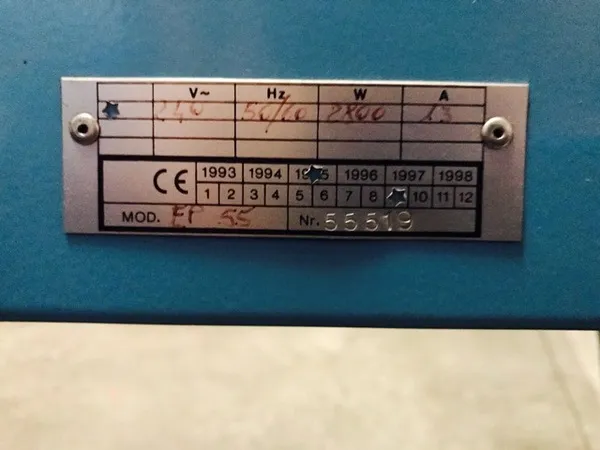 V~ Hz W A
240 50/60 2800 13
CE 1993 1994 1996 1997 1998
1 2 3 4 5 6 7 8 10 11 12
MOD. EP 55 Nr. 55519